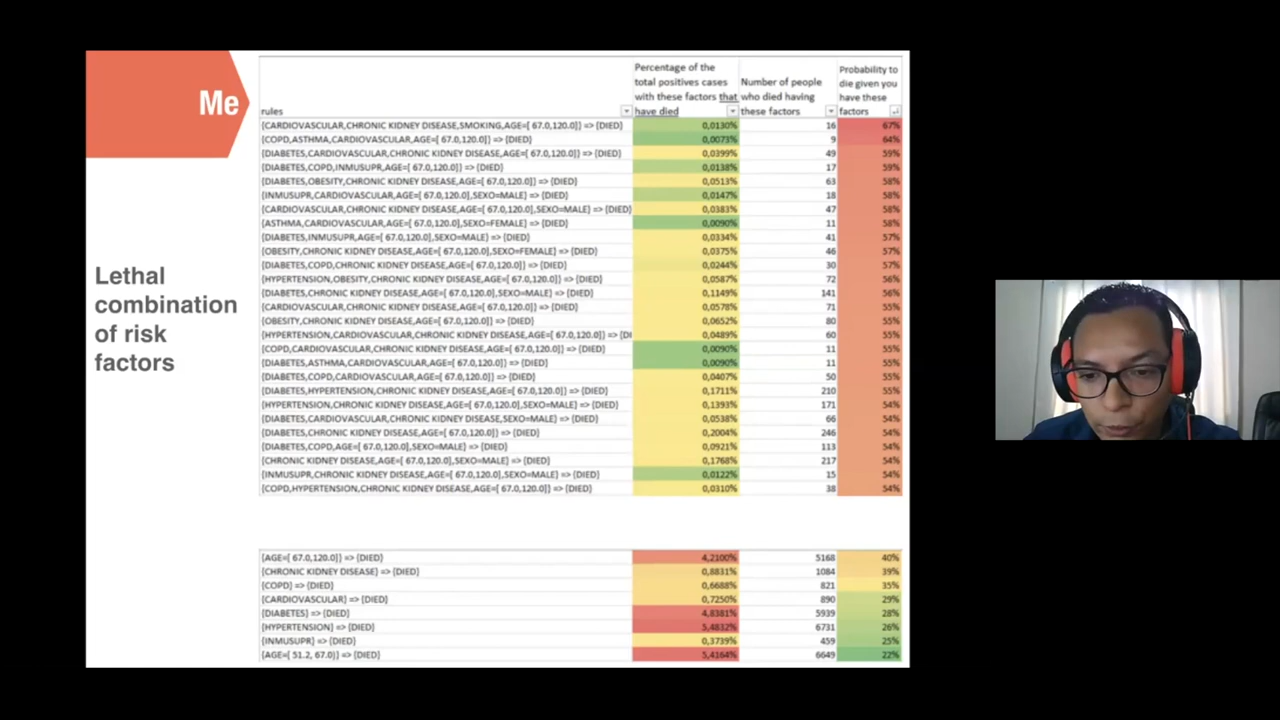 Me
Lethal
combination
of risk
factors
Percentage of the
total positives cases
with these factors that
have died
Number of people
who died having
these factors
Probability to
die given you
have these
factors
rules
{CARDIOVASCULAR,CHRONIC KIDNEY DISEASE,SMOKING,AGE=[ 67.0,120.0]} => {DIED} 0,0130% 16 67%
{COPD,ASTHMA,CARDIOVASCULAR,AGE=[ 67.0,120.0]} => {DIED} 0,0073% 9 64%
{DIABETES,CARDIOVASCULAR,CHRONIC KIDNEY DISEASE,AGE=[ 67.0,120.0]} => {DIED} 0,0399% 49 59%
{DIABETES,COPD,INMUSUPR,AGE=[ 67.0,120.0]} => {DIED} 0,0138% 17 59%
{DIABETES,OBESITY,CHRONIC KIDNEY DISEASE,AGE=[ 67.0,120.0]} => {DIED} 0,0513% 63 58%
{INMUSUPR,CARDIOVASCULAR,AGE=[ 67.0,120.0],SEXO=MALE} => {DIED} 0,0147% 18 58%
{CARDIOVASCULAR,CHRONIC KIDNEY DISEASE,AGE=[ 67.0,120.0],SEXO=MALE} => {DIED} 0,0383% 47 58%
{ASTHMA,CARDIOVASCULAR,AGE=[ 67.0,120.0],SEXO=FEMALE} => {DIED} 0,0090% 11 58%
{DIABETES,INMUSUPR,AGE=[ 67.0,120.0],SEXO=MALE} => {DIED} 0,0334% 41 57%
{OBESITY,CHRONIC KIDNEY DISEASE,AGE=[ 67.0,120.0],SEXO=FEMALE} => {DIED} 0,0375% 46 57%
{DIABETES,COPD,CHRONIC KIDNEY DISEASE,AGE=[ 67.0,120.0]} => {DIED} 0,0244% 30 57%
{HYPERTENSION,OBESITY,CHRONIC KIDNEY DISEASE,AGE=[ 67.0,120.0]} => {DIED} 0,0587% 72 56%
{DIABETES,CHRONIC KIDNEY DISEASE,AGE=[ 67.0,120.0],SEXO=MALE} => {DIED} 0,1149% 141 56%
{CARDIOVASCULAR,CHRONIC KIDNEY DISEASE,AGE=[ 67.0,120.0]} => {DIED} 0,0578% 71 55%
{OBESITY,CHRONIC KIDNEY DISEASE,AGE=[ 67.0,120.0]} => {DIED} 0,0652% 80 55%
{HYPERTENSION,CARDIOVASCULAR,CHRONIC KIDNEY DISEASE,AGE=[ 67.0,120.0]} => {DI 0,0489% 60 55%
{COPD,CARDIOVASCULAR,CHRONIC KIDNEY DISEASE,AGE=[ 67.0,120.0]} => {DIED} 0,0090% 11 55%
{DIABETES,ASTHMA,CARDIOVASCULAR,AGE=[ 67.0,120.0]} => {DIED} 0,0090% 11 55%
{DIABETES,COPD,CARDIOVASCULAR,AGE=[ 67.0,120.0]} => {DIED} 0,0407% 50 55%
{DIABETES,HYPERTENSION,CHRONIC KIDNEY DISEASE,AGE=[ 67.0,120.0]} => {DIED} 0,1711% 210 55%
{HYPERTENSION,CHRONIC KIDNEY DISEASE,AGE=[ 67.0,120.0],SEXO=MALE} => {DIED} 0,1393% 171 54%
{DIABETES,CARDIOVASCULAR,CHRONIC KIDNEY DISEASE,SEXO=MALE} => {DIED} 0,0538% 66 54%
{DIABETES,CHRONIC KIDNEY DISEASE,AGE=[ 67.0,120.0]} => {DIED} 0,2004% 246 54%
{DIABETES,COPD,AGE=[ 67.0,120.0],SEXO=MALE} => {DIED} 0,0921% 113 54%
{CHRONIC KIDNEY DISEASE,AGE=[ 67.0,120.0],SEXO=MALE} => {DIED} 0,1768% 217 54%
{INMUSUPR,CHRONIC KIDNEY DISEASE,AGE=[ 67.0,120.0],SEXO=MALE} => {DIED} 0,0122% 15 54%
{COPD,HYPERTENSION,CHRONIC KIDNEY DISEASE,AGE=[ 67.0,120.0]} => {DIED} 0,0310% 38 54%
{AGE=[ 67.0,120.0]} => {DIED} 4,2100% 5168 40%
{CHRONIC KIDNEY DISEASE} => {DIED} 0,8831% 1084 39%
{COPD} => {DIED} 0,6688% 821 35%
{CARDIOVASCULAR} => {DIED} 0,7250% 890 29%
{DIABETES} => {DIED} 4,8381% 5939 28%
{HYPERTENSION} => {DIED} 5,4832% 6731 26%
{INMUSUPR} => {DIED} 0,3739% 459 25%
{AGE=[ 51.2, 67.0)} => {DIED} 5,4164% 6649 22%